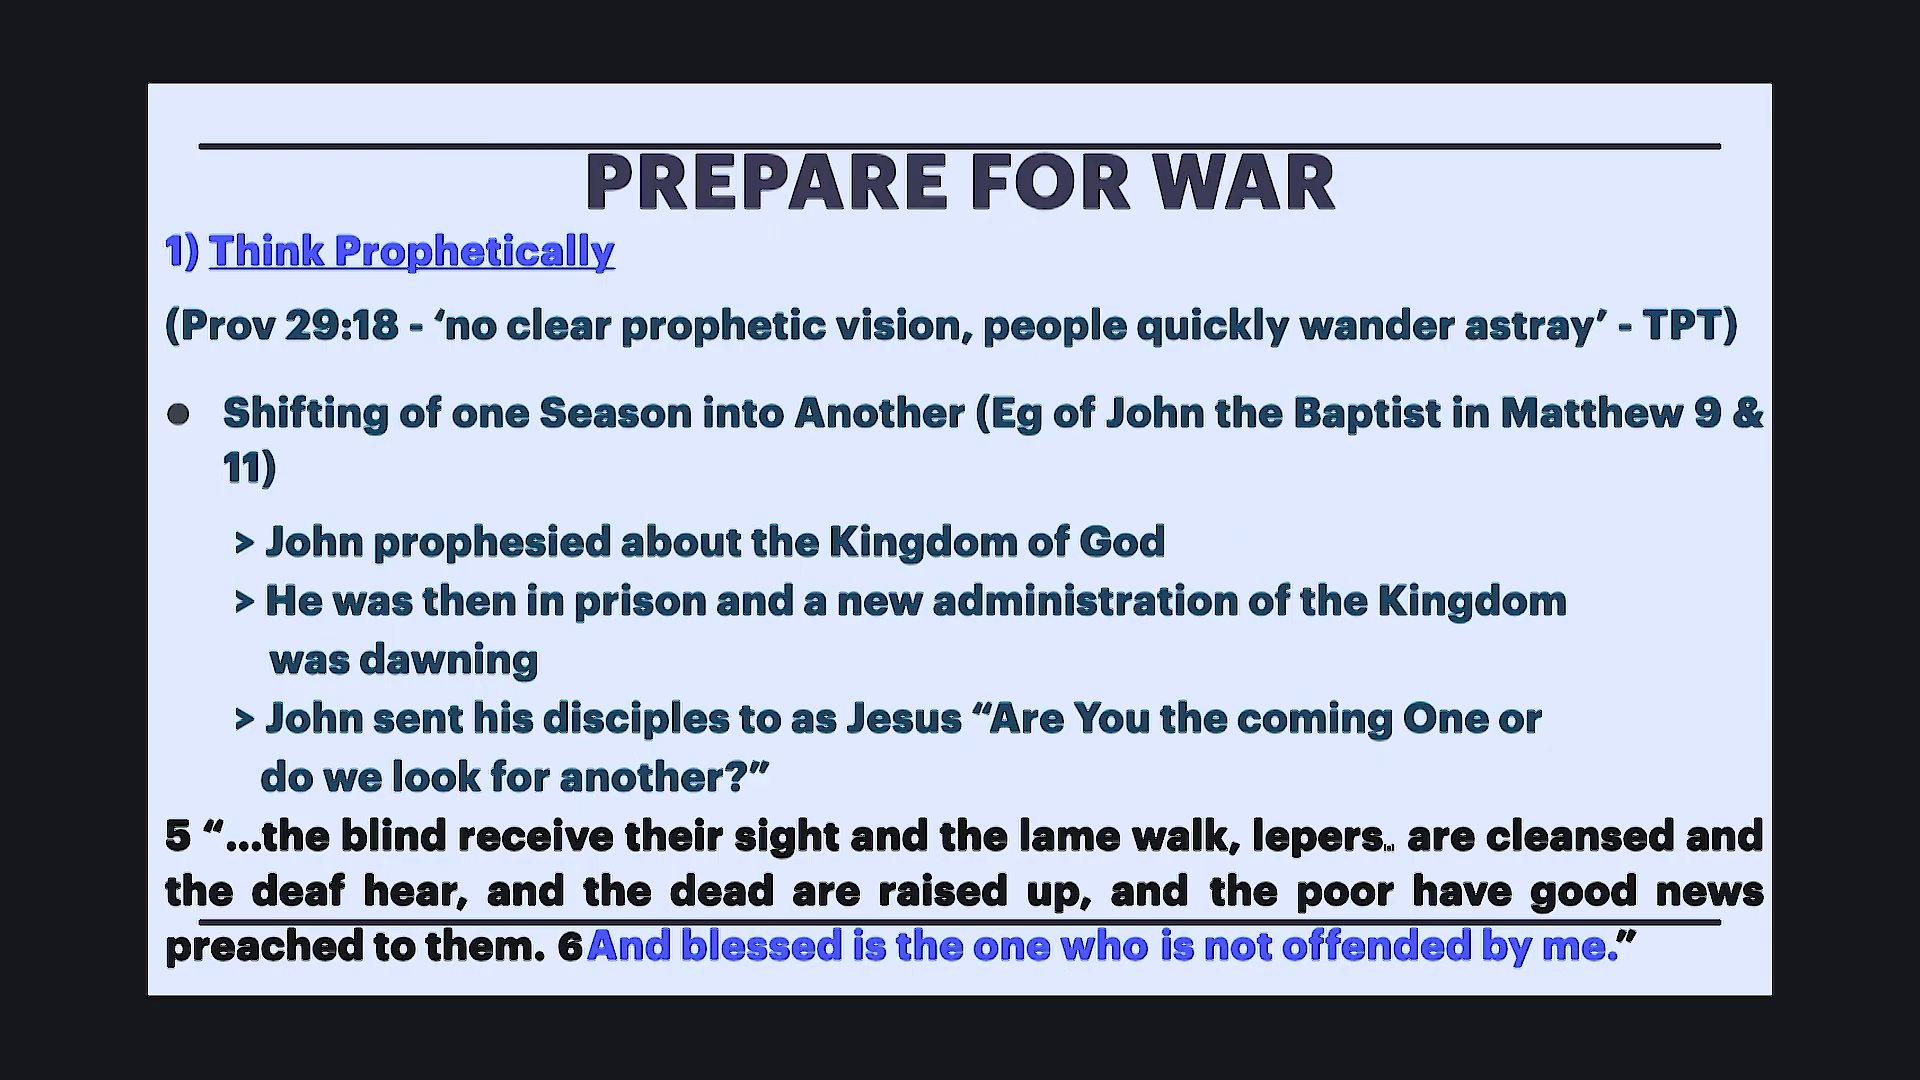 PREPARE FOR WAR
1) Think Prophetically
(Prov 29:18 - ‘no clear prophetic vision, people quickly wander astray’ - TPT)
● Shifting of one Season into Another (Eg of John the Baptist in Matthew 9 &
11)
> John prophesied about the Kingdom of God
> He was then in prison and a new administration of the Kingdom
was dawning
> John sent his disciples to as Jesus “Are You the coming One or
do we look for another?”
5 “...the blind receive their sight and the lame walk, lepers are cleansed and
the deaf hear, and the dead are raised up, and the poor have good news
preached to them. 6 And blessed is the one who is not offended by me.”